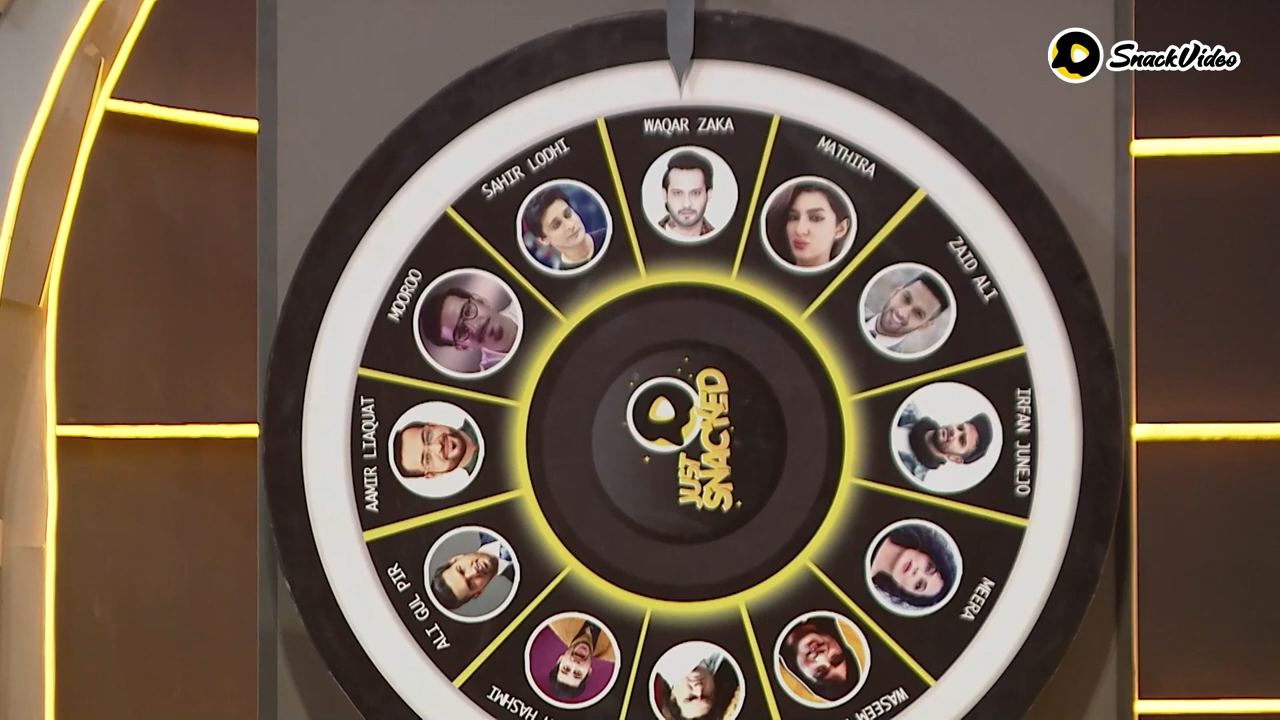 SnackVideo
WAQAR ZAKA
MATHIRA
ZAID ALI
IRFAN JUNEJO
MEERA
WASEEM
HASHMI
ALI GUL PIR
AAMIR LIAQUAT
MOOROO
SAHIR LODHI
JUST
SNACKED